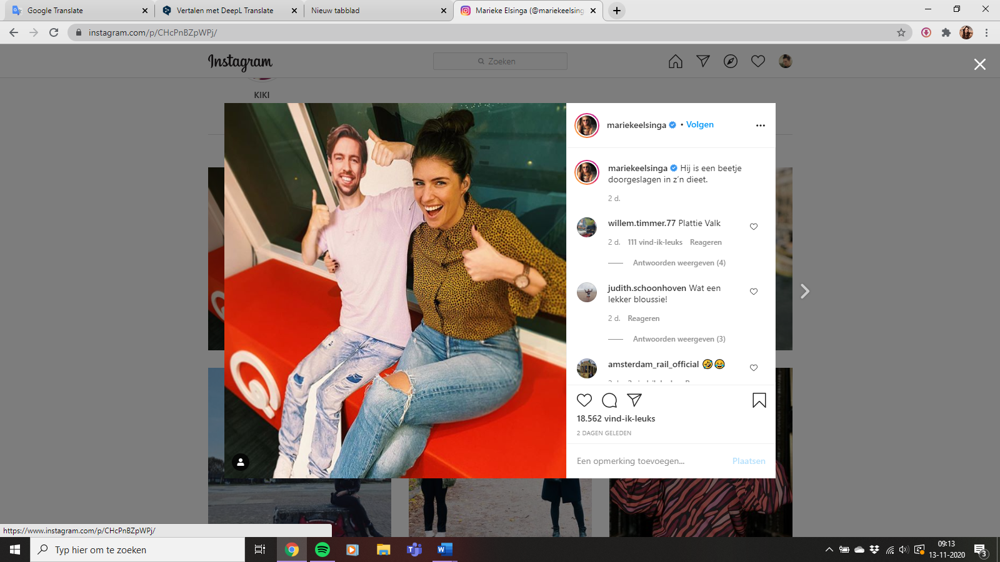 Google Translate
Vertalen met DeepL Translate
Nieuw tabblad
Marieke Elsinga (@mariekeelsing
instagram.com/p/CHcPnBZpWPj/
Instagram
Zoeken
KIKI
mariekeelsinga • Volgen
mariekeelsinga Hij is een beetje
doorgeslagen in z'n dieet.
2 d.
willem.timmer.77 Plattie Valk
2 d. 111 vind-ik-leuks Reageren
Antwoorden weergeven (4)
judith.schoonhoven Wat een
lekker bloussie!
2 d. Reageren
Antwoorden weergeven (3)
amsterdam_rail_official 🤣😂
18.562 vind-ik-leuks
2 DAGEN GELEDEN
Een opmerking toevoegen...
Plaatsen
https://www.instagram.com/p/CHcPnBZpWPj/
Typ hier om te zoeken
09:13
13-11-2020
3